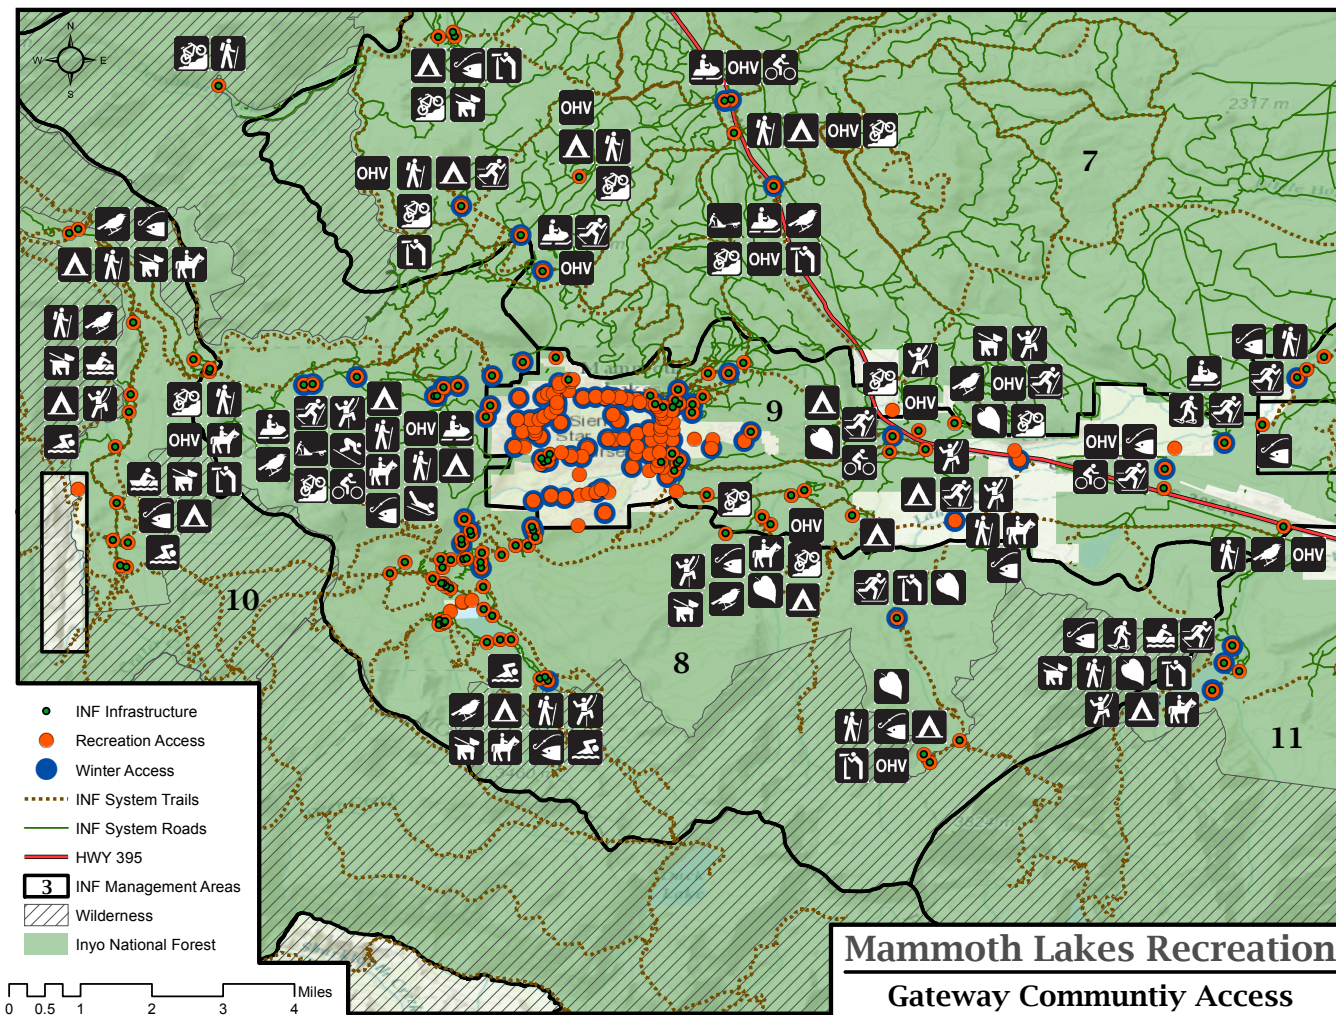 N
W E
S
OHV
2317 m
OHV
OHV
7
OHV
OHV
OHV
9
OHV
OHV
OHV
OHV
OHV
Star
OHV
OHV
10
8
11
OHV
INF Infrastructure
Recreation Access
Winter Access
INF System Trails
INF System Roads
HWY 395
3 INF Management Areas
Wilderness
Inyo National Forest
Miles
0 0.5 1 2 3 4
Mammoth Lakes Recreation
Gateway Communtiy Access